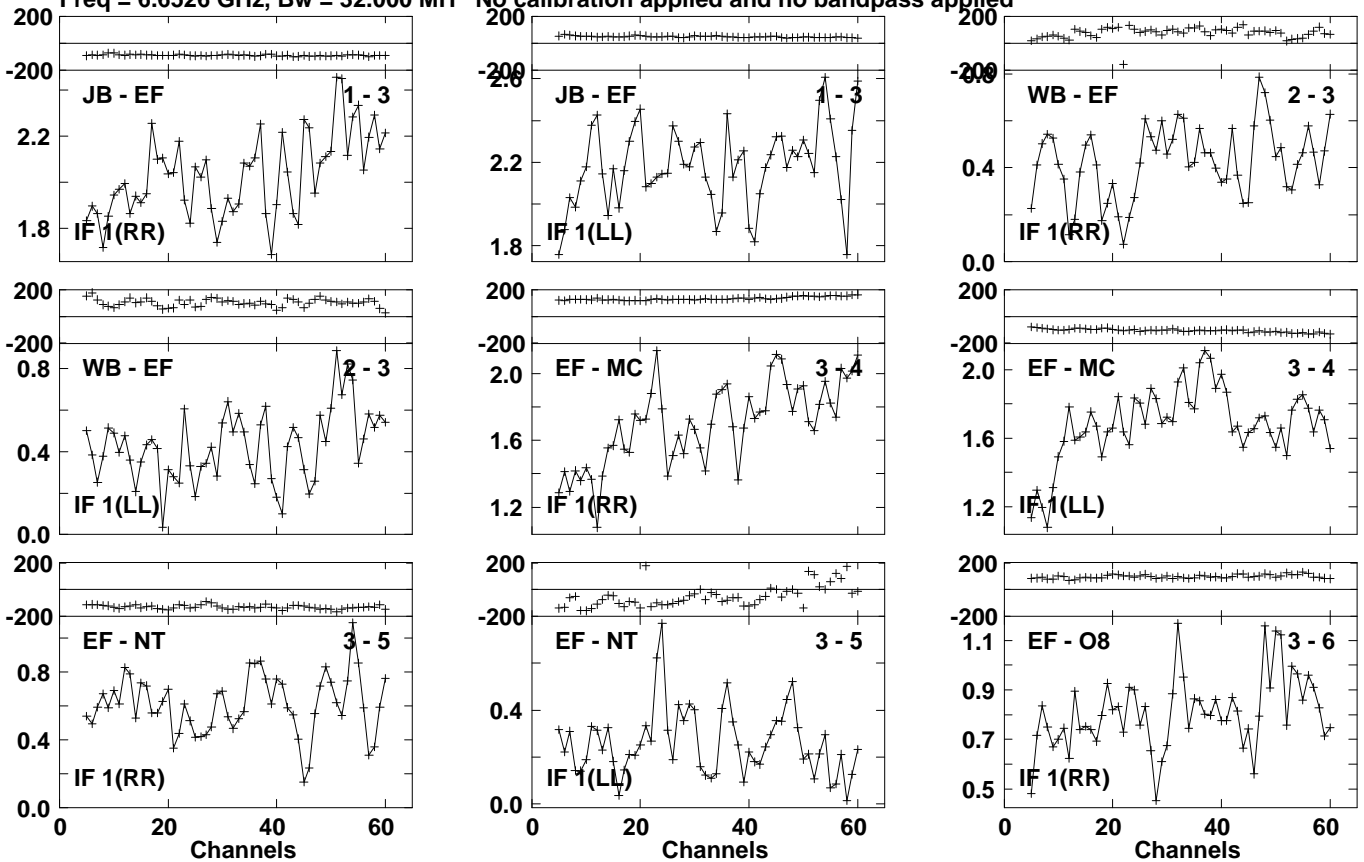 Freq = 6.6526 GHz, Bw = 32.000 MH No calibration applied and no bandpass applied
200
-200
JB - EF
1 - 3
2.2
1.8
IF 1(RR)
2.6
JB - EF
1 - 3
2.2
1.8
IF 1(LL)
200
-200
0.8
WB - EF
2 - 3
0.4
0.0
IF 1(RR)
200
-200
0.8
WB - EF
2 - 3
0.4
0.0
IF 1(LL)
200
-200
2.0
EF - MC
3 - 4
1.6
1.2
IF 1(RR)
200
-200
2.0
EF - MC
3 - 4
1.6
1.2
IF 1(LL)
200
-200
EF - NT
3 - 5
0.8
0.4
0.0
IF 1(RR)
0 20 40 60
Channels
200
-200
EF - NT
3 - 5
0.4
0.0
IF 1(LL)
0 20 40 60
Channels
200
-200
1.1
EF - O8
3 - 6
0.9
0.7
0.5
IF 1(RR)
0 20 40 60
Channels